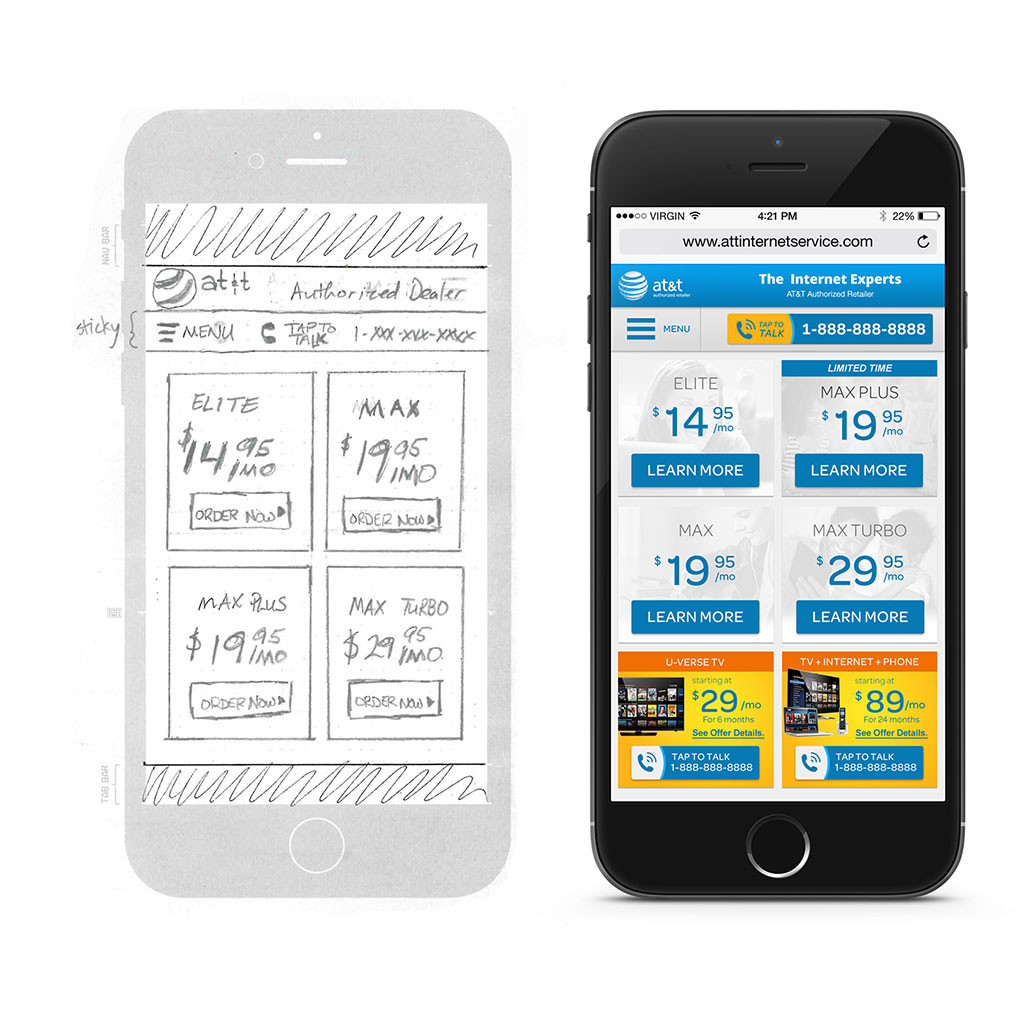 NAV BAR
at&t
Authorized Dealer
sticky
MENU
TAP TO
TALK
1-XXX-XXX-XXXX
ELITE
$14.95
/MO
ORDER NOW
MAX
$19.95
/MO
ORDER NOW
MAX PLUS
$19.95
/MO
ORDER NOW
MAX TURBO
$29.95
/MO
ORDER NOW
TAB BAR
VIRGIN 4:21 PM 22%
www.attinternetservice.com
at&t
authorized retailer
The Internet Experts
AT&T Authorized Retailer
MENU
TAP TO
TALK
1-888-888-8888
ELITE
$14 95
/mo
LEARN MORE
LIMITED TIME
MAX PLUS
$19 95
/mo
LEARN MORE
MAX
$19 95
/mo
LEARN MORE
MAX TURBO
$29 95
/mo
LEARN MORE
U-VERSE TV
starting at
$29/mo
For 6 months
See Offer Details.
TAP TO TALK
1-888-888-8888
TV + INTERNET + PHONE
starting at
$89/mo
For 24 months
See Offer Details.
TAP TO TALK
1-888-888-8888